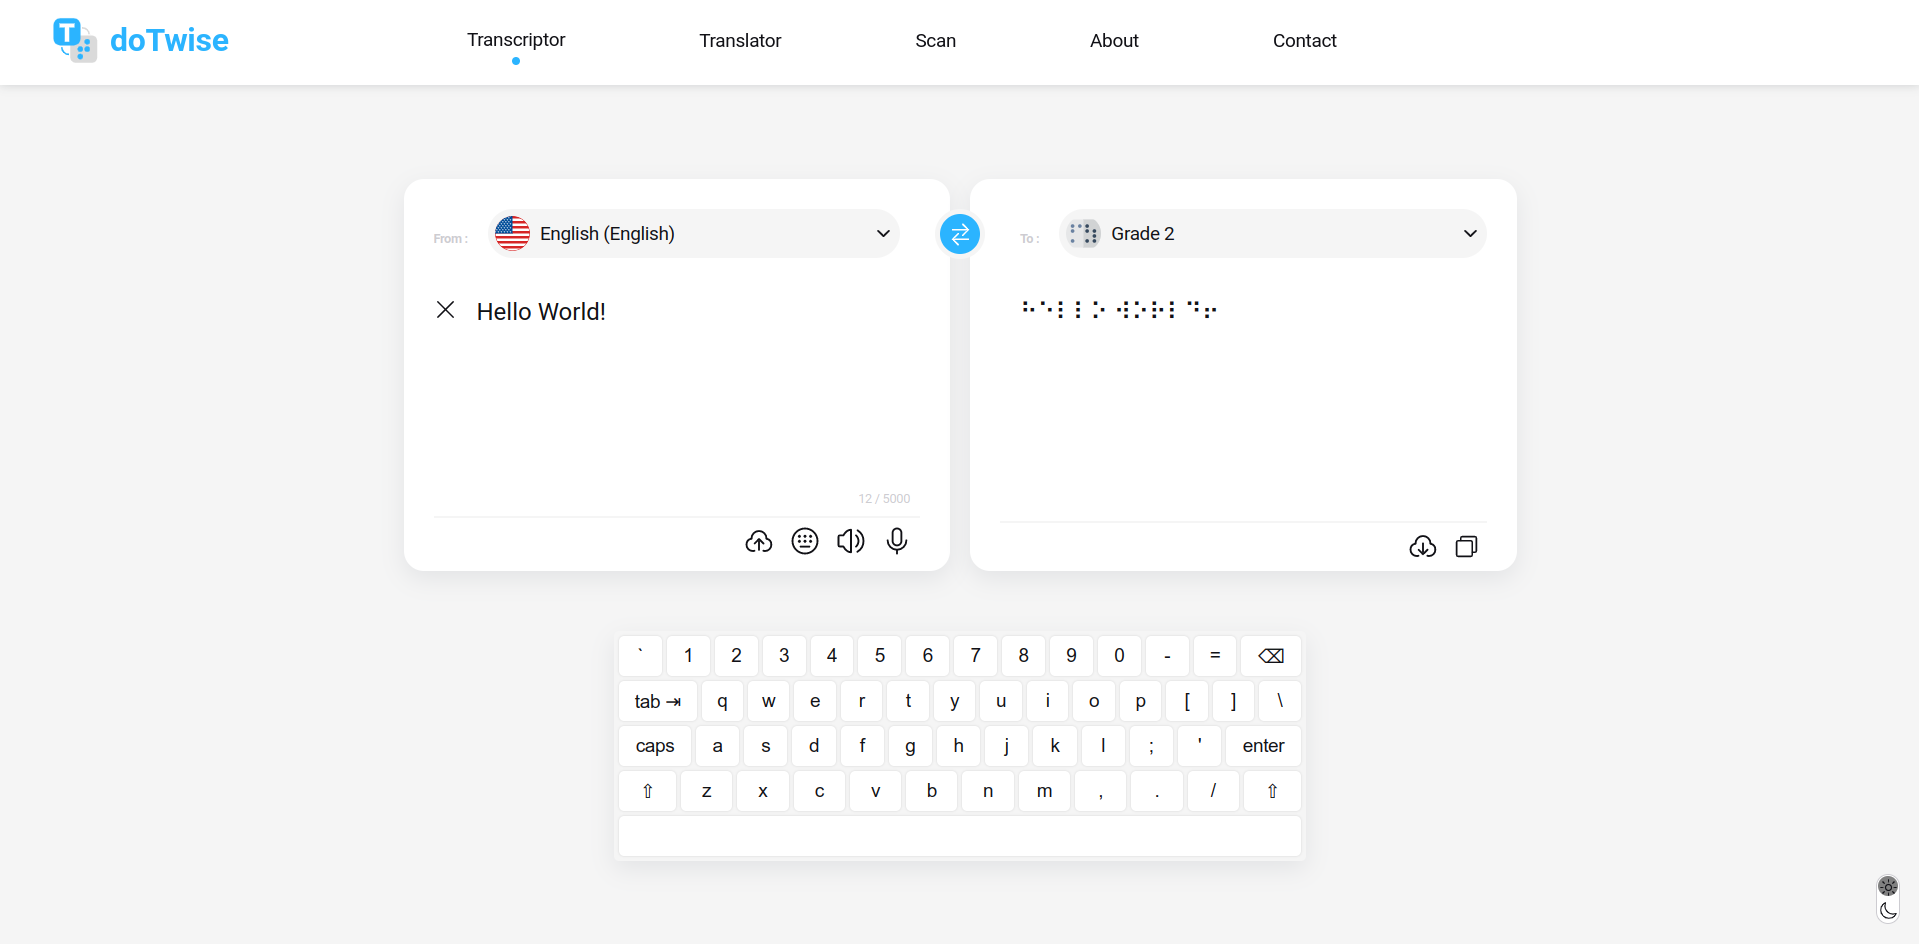 doTwise
Transcriptor
Translator
Scan
About
Contact
From :
English (English)
To :
Grade 2
Hello World!
⠓⠑⠇⠇⠕ ⠺⠕⠗⠇⠙⠖
12 / 5000
` 1 2 3 4 5 6 7 8 9 0 - = ⌫
tab ⇥ q w e r t y u i o p [ ] \
caps a s d f g h j k l ; ' enter
⇧ z x c v b n m , . / ⇧